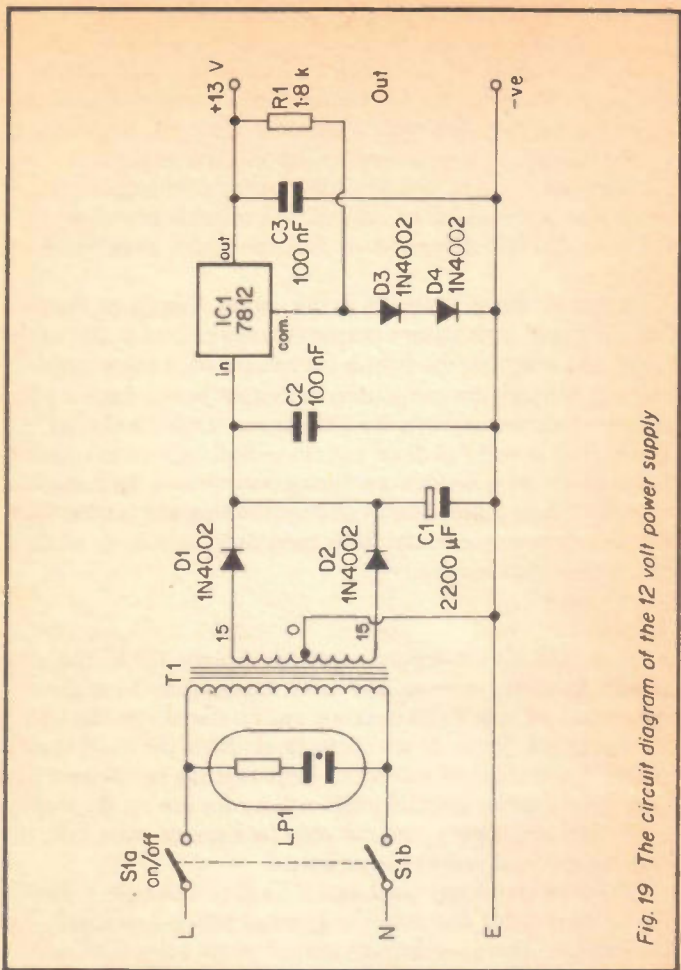 S1a
on/off
L
N
E
S1b
LP1
T1
15
0
15
D1
1N4002
D2
1N4002
C1
2200 µF
C2
100 nF
in
IC1
7812
out
com.
C3
100 nF
D3
1N4002
D4
1N4002
+13 V
R1
1·8 k
Out
-ve
Fig. 19 The circuit diagram of the 12 volt power supply